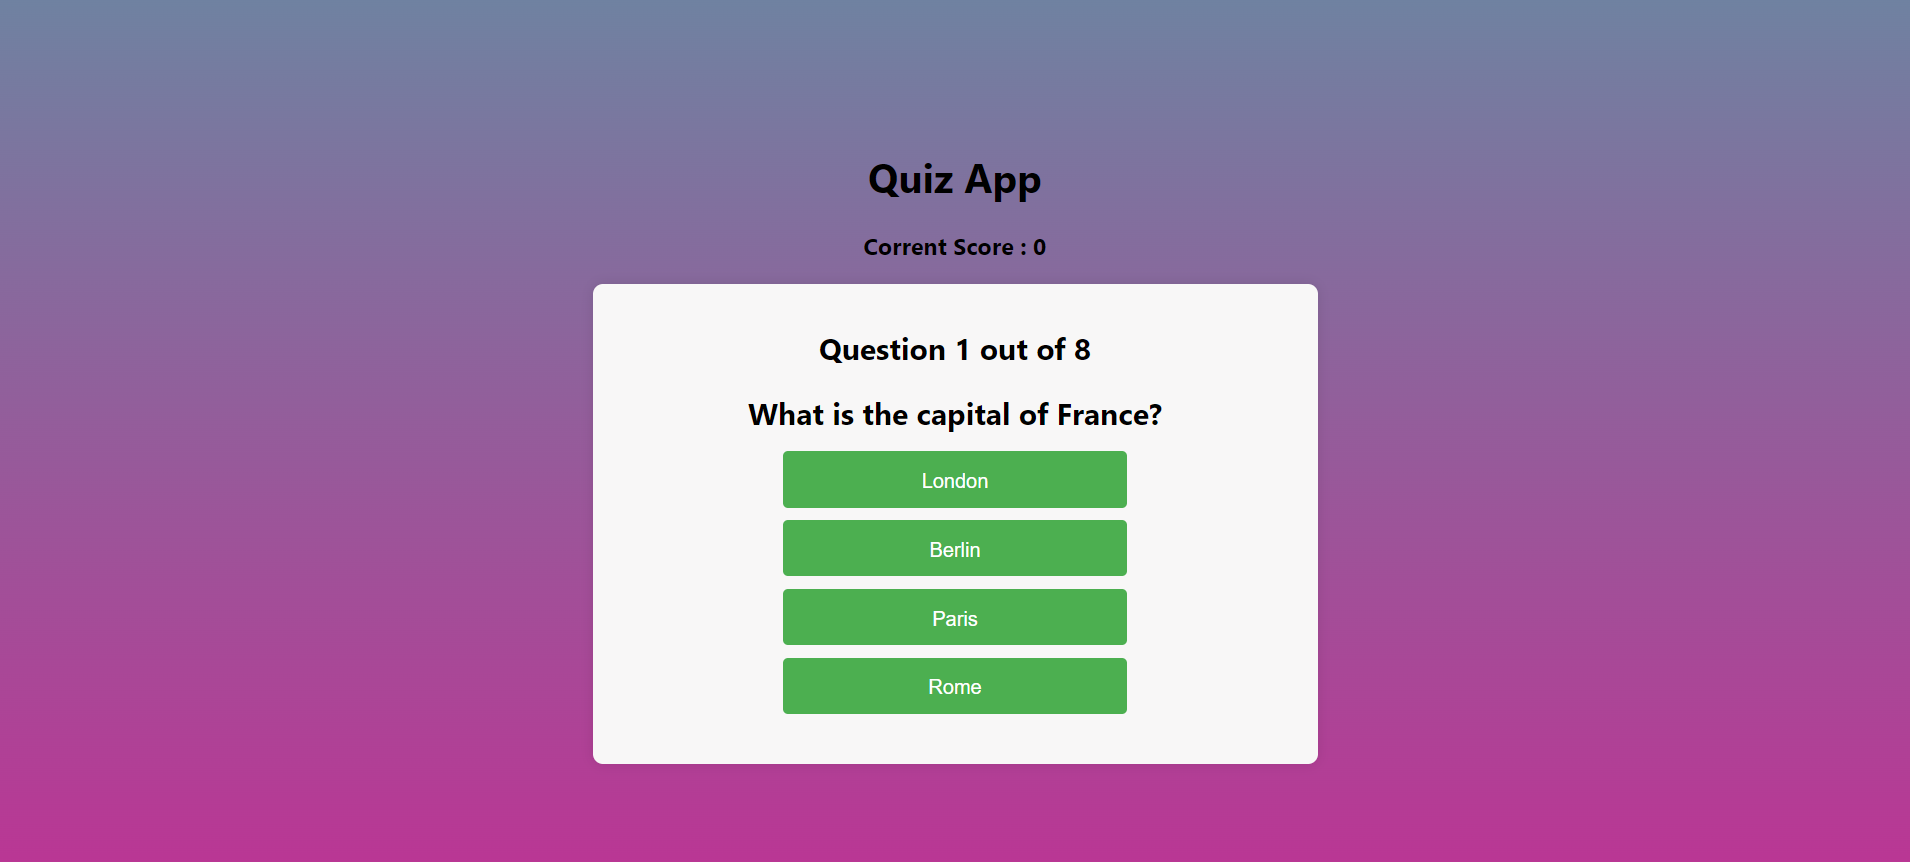 Quiz App
Corrent Score : 0
Question 1 out of 8
What is the capital of France?
London
Berlin
Paris
Rome